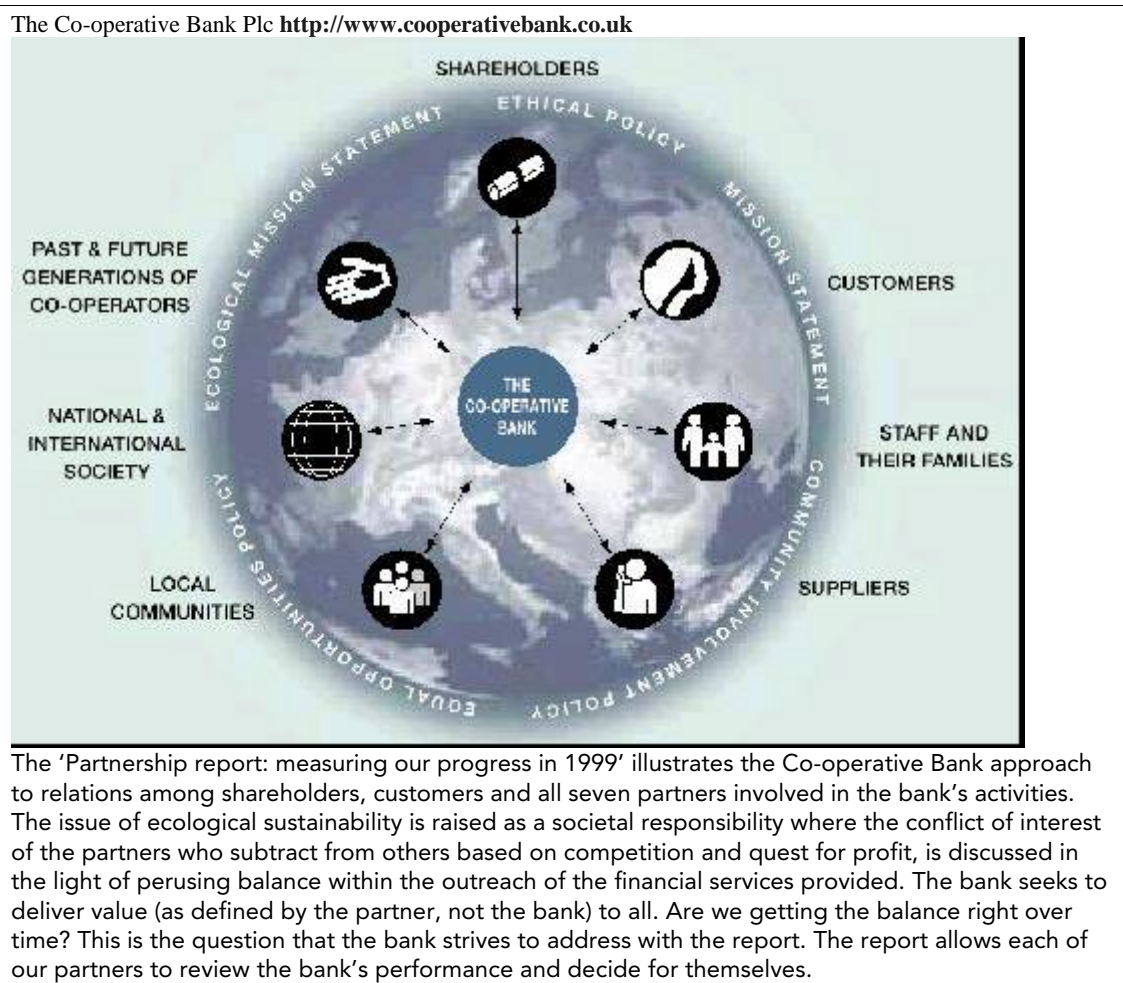 The Co-operative Bank Plc http://www.cooperativebank.co.uk
SHAREHOLDERS
ETHICAL POLICY
ECOLOGICAL MISSION STATEMENT
MISSION STATEMENT
PAST & FUTURE
GENERATIONS OF
CO-OPERATORS
CUSTOMERS
THE
CO-OPERATIVE
BANK
NATIONAL &
INTERNATIONAL
SOCIETY
STAFF AND
THEIR FAMILIES
LOCAL
COMMUNITIES
SUPPLIERS
EQUAL OPPORTUNITIES POLICY
COMMUNITY INVOLVEMENT POLICY
The ‘Partnership report: measuring our progress in 1999’ illustrates the Co-operative Bank approach
to relations among shareholders, customers and all seven partners involved in the bank’s activities.
The issue of ecological sustainability is raised as a societal responsibility where the conflict of interest
of the partners who subtract from others based on competition and quest for profit, is discussed in
the light of perusing balance within the outreach of the financial services provided. The bank seeks to
deliver value (as defined by the partner, not the bank) to all. Are we getting the balance right over
time? This is the question that the bank strives to address with the report. The report allows each of
our partners to review the bank’s performance and decide for themselves.